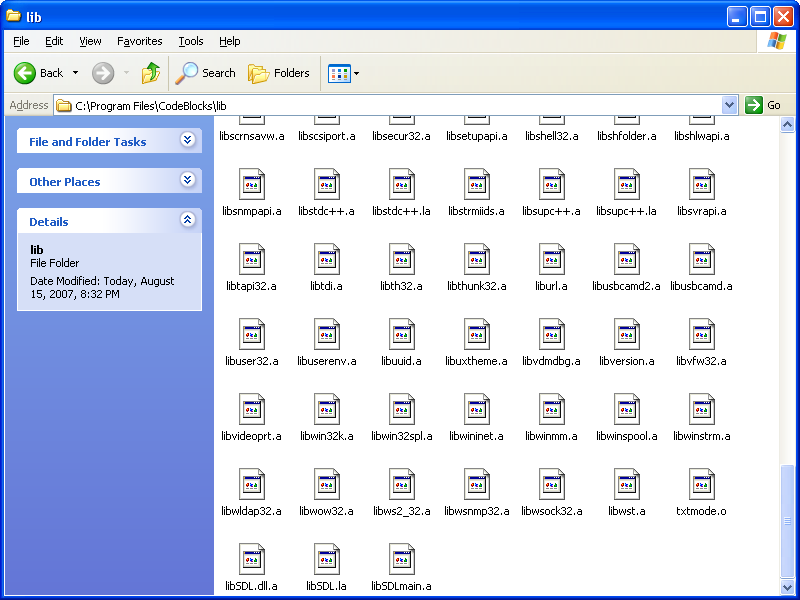 lib
File Edit View Favorites Tools Help
Back Search Folders
Address C:\Program Files\CodeBlocks\lib Go
File and Folder Tasks
Other Places
Details
lib
File Folder
Date Modified: Today, August
15, 2007, 8:32 PM
libscrnsavw.a libscsiport.a libsecur32.a libsetupapi.a libshell32.a libshfolder.a libshlwapi.a
libsnmpapi.a libstdc++.a libstdc++.la libstrmiids.a libsupc++.a libsupc++.la libsvrapi.a
libtapi32.a libtdi.a libth32.a libthunk32.a liburl.a libusbcamd2.a libusbcamd.a
libuser32.a libuserenv.a libuuid.a libuxtheme.a libvdmdbg.a libversion.a libvfw32.a
libvideoprt.a libwin32k.a libwin32spl.a libwininet.a libwinmm.a libwinspool.a libwinstrm.a
libwldap32.a libwow32.a libws2_32.a libwsnmp32.a libwsock32.a libwst.a txtmode.o
libSDL.dll.a libSDL.la libSDLmain.a